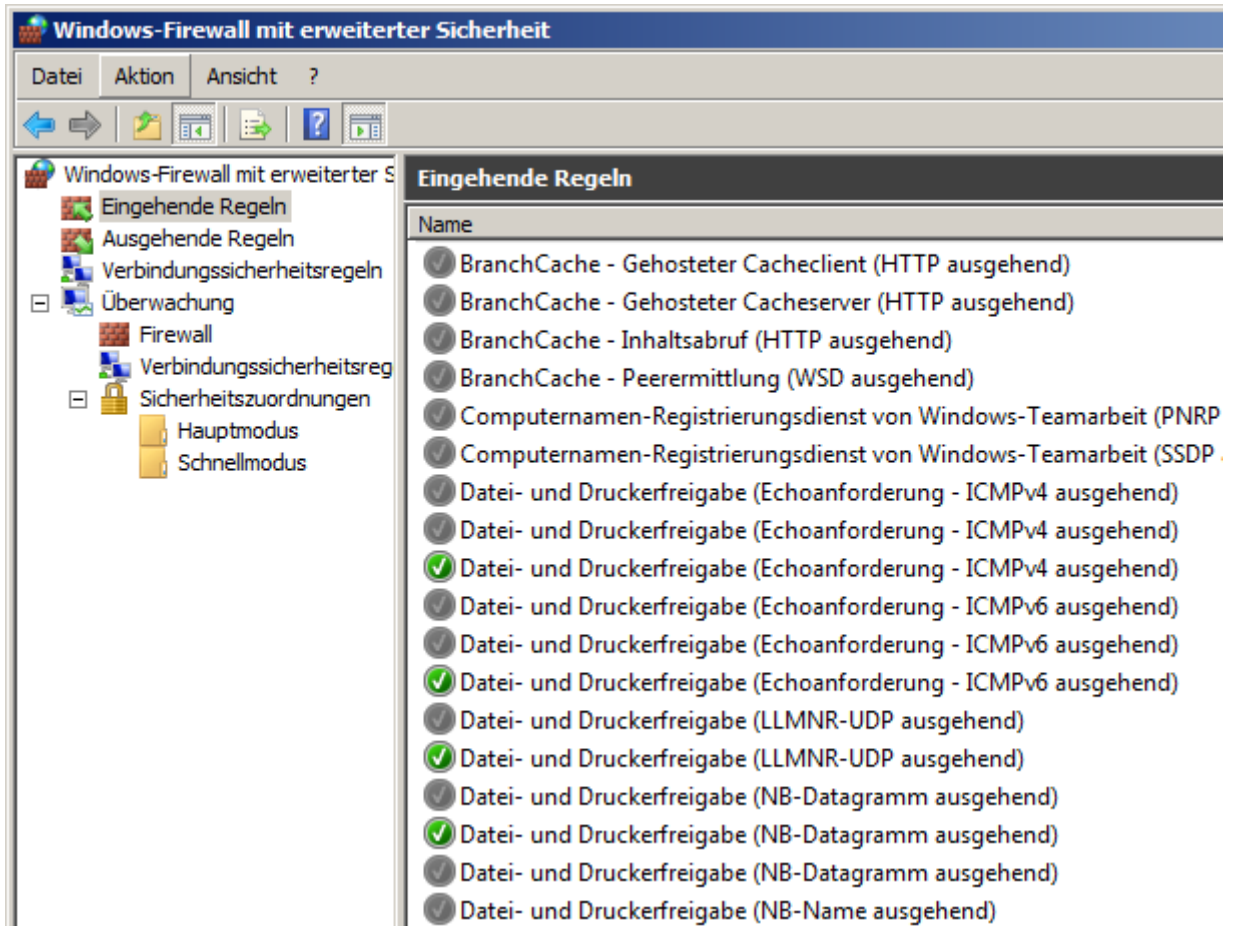 Windows-Firewall mit erweiterter Sicherheit
Datei Aktion Ansicht ?
Windows-Firewall mit erweiterter S
Eingehende Regeln
Ausgehende Regeln
Verbindungssicherheitsregeln
Überwachung
Firewall
Verbindungssicherheitsreg
Sicherheitszuordnungen
Hauptmodus
Schnellmodus
Eingehende Regeln
Name
BranchCache - Gehosteter Cacheclient (HTTP ausgehend)
BranchCache - Gehosteter Cacheserver (HTTP ausgehend)
BranchCache - Inhaltsabruf (HTTP ausgehend)
BranchCache - Peerermittlung (WSD ausgehend)
Computernamen-Registrierungsdienst von Windows-Teamarbeit (PNRP
Computernamen-Registrierungsdienst von Windows-Teamarbeit (SSDP
Datei- und Druckerfreigabe (Echoanforderung - ICMPv4 ausgehend)
Datei- und Druckerfreigabe (Echoanforderung - ICMPv4 ausgehend)
Datei- und Druckerfreigabe (Echoanforderung - ICMPv4 ausgehend)
Datei- und Druckerfreigabe (Echoanforderung - ICMPv6 ausgehend)
Datei- und Druckerfreigabe (Echoanforderung - ICMPv6 ausgehend)
Datei- und Druckerfreigabe (Echoanforderung - ICMPv6 ausgehend)
Datei- und Druckerfreigabe (LLMNR-UDP ausgehend)
Datei- und Druckerfreigabe (LLMNR-UDP ausgehend)
Datei- und Druckerfreigabe (NB-Datagramm ausgehend)
Datei- und Druckerfreigabe (NB-Datagramm ausgehend)
Datei- und Druckerfreigabe (NB-Datagramm ausgehend)
Datei- und Druckerfreigabe (NB-Name ausgehend)